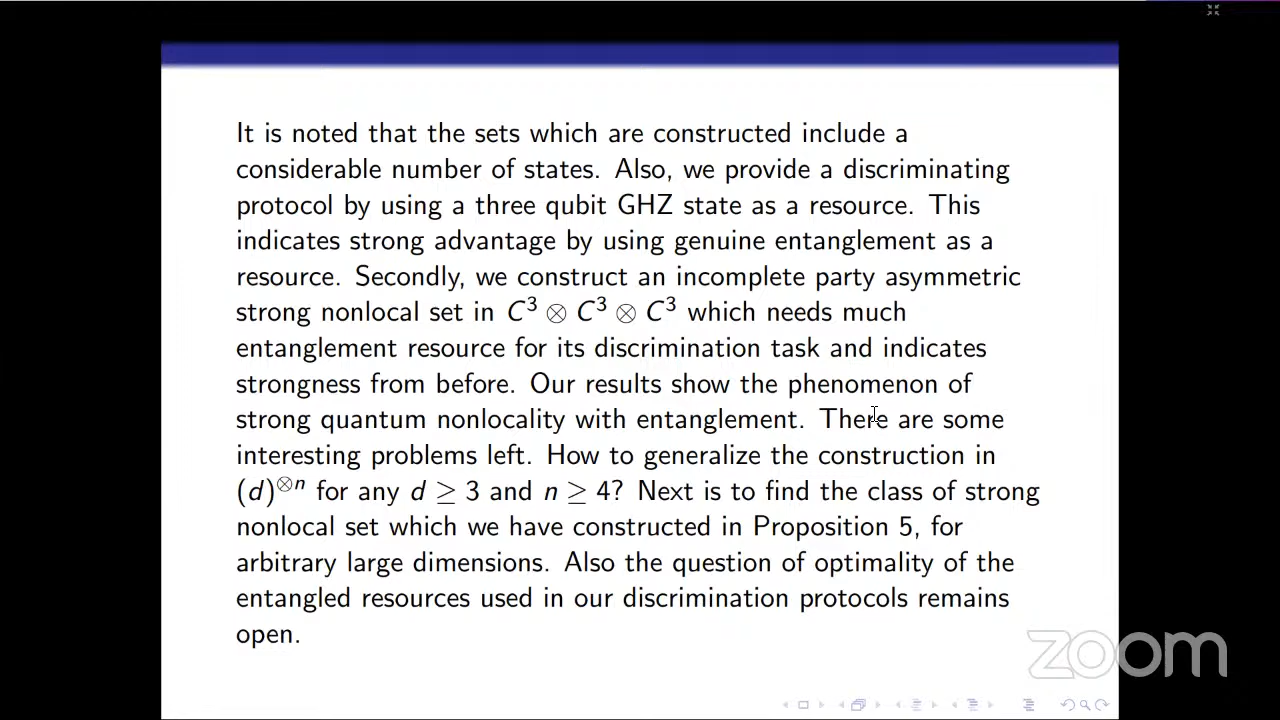 It is noted that the sets which are constructed include a
considerable number of states. Also, we provide a discriminating
protocol by using a three qubit GHZ state as a resource. This
indicates strong advantage by using genuine entanglement as a
resource. Secondly, we construct an incomplete party asymmetric
strong nonlocal set in C³ ⊗ C³ ⊗ C³ which needs much
entanglement resource for its discrimination task and indicates
strongness from before. Our results show the phenomenon of
strong quantum nonlocality with entanglement. There are some
interesting problems left. How to generalize the construction in
(d)^{⊗n} for any d ≥ 3 and n ≥ 4? Next is to find the class of strong
nonlocal set which we have constructed in Proposition 5, for
arbitrary large dimensions. Also the question of optimality of the
entangled resources used in our discrimination protocols remains
open.
zoom